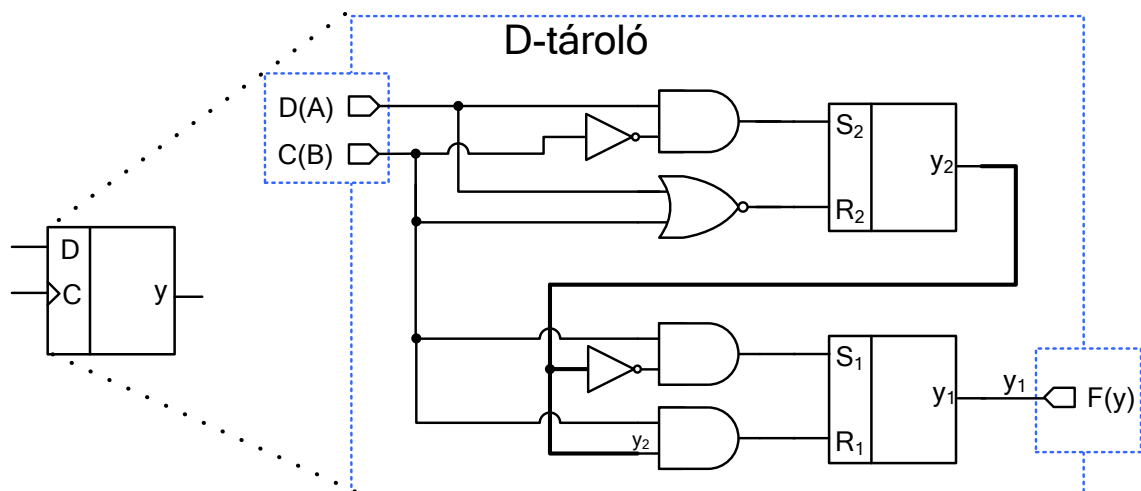 D-tároló
D(A)
C(B)
S₂
y₂
R₂
D
C
y
S₁
y₁
y₁
F(y)
y₂
R₁